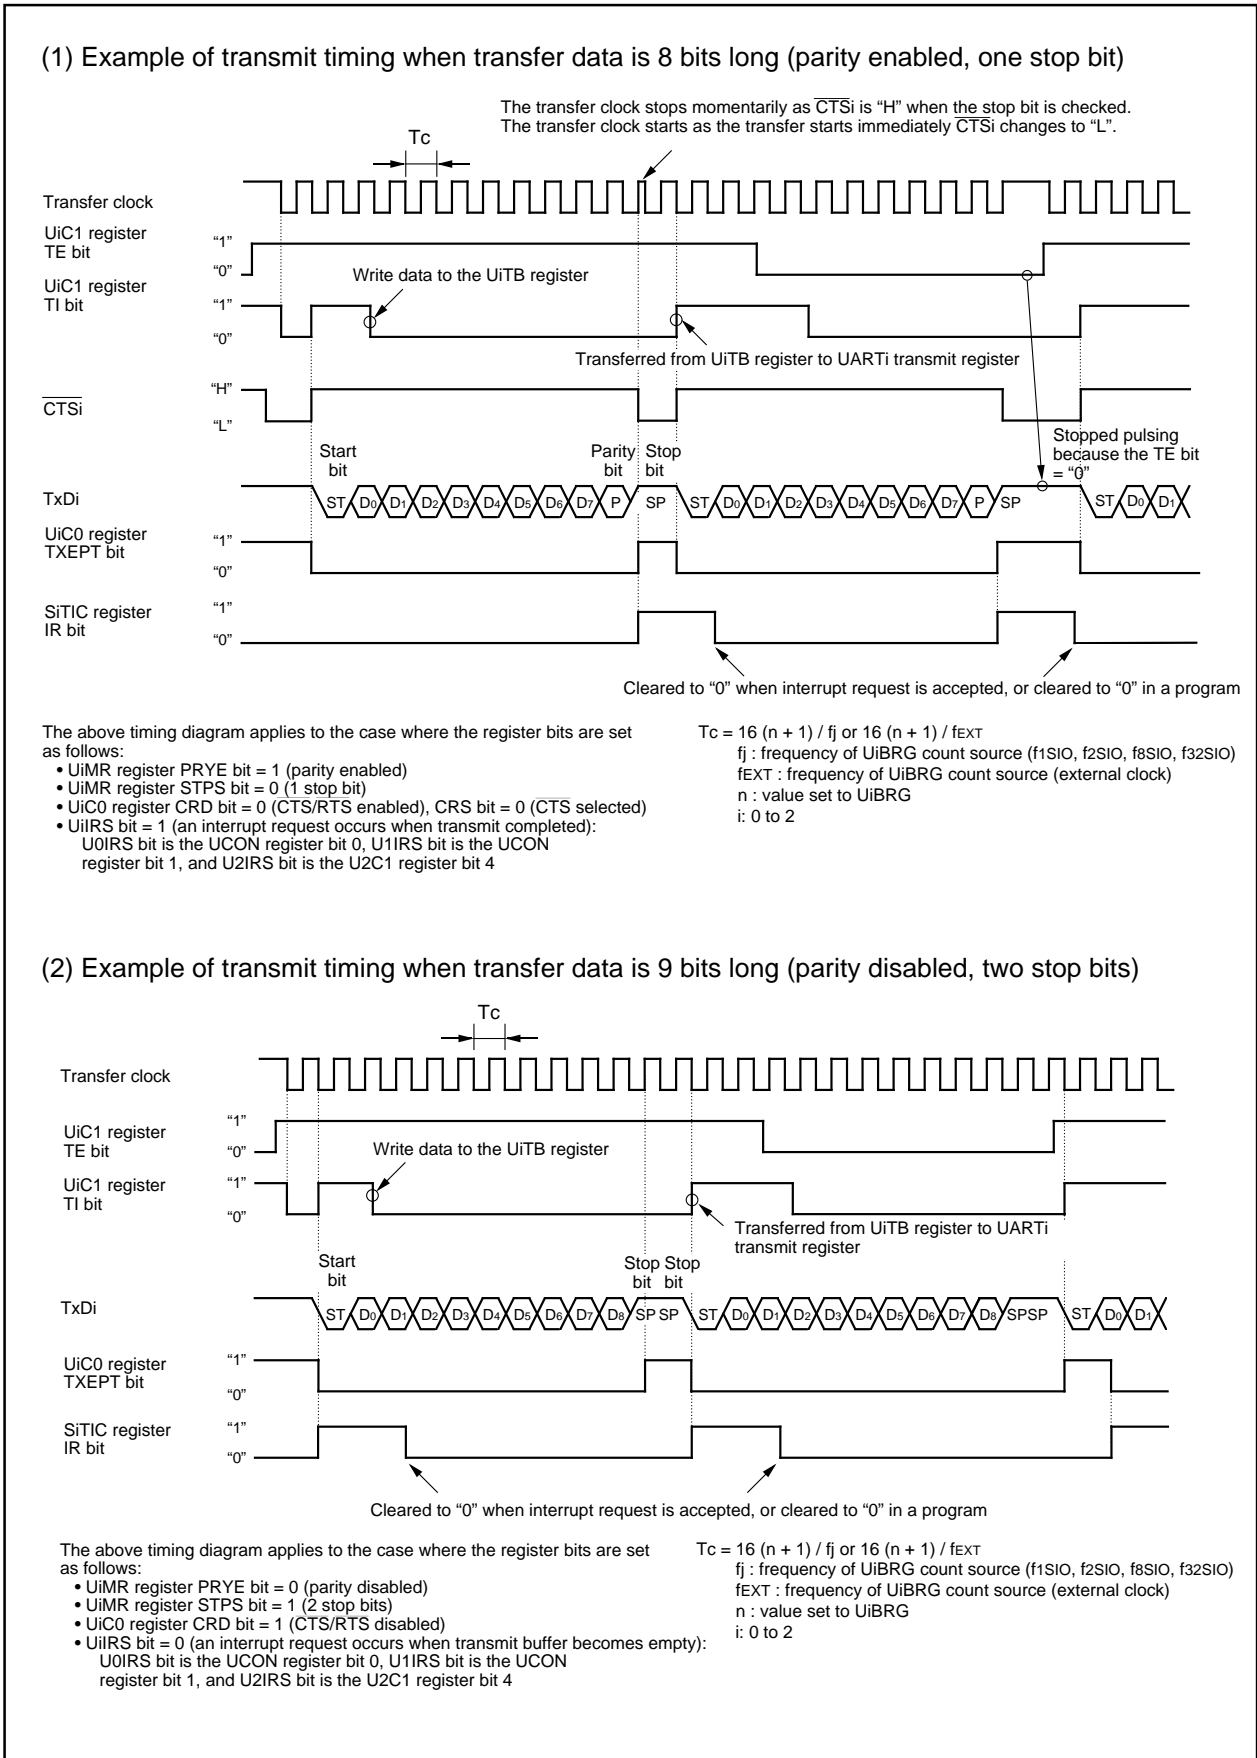 (1) Example of transmit timing when transfer data is 8 bits long (parity enabled, one stop bit)
The transfer clock stops momentarily as CTSi is “H” when the stop bit is checked.
The transfer clock starts as the transfer starts immediately CTSi changes to “L”.
Tc
Transfer clock
UiC1 register
TE bit
“1”
“0”
Write data to the UiTB register
UiC1 register
TI bit
“1”
“0”
Transferred from UiTB register to UARTi transmit register
CTSi
“H”
“L”
Start
bit
Parity
bit
Stop
bit
Stopped pulsing
because the TE bit
= “0”
TxDi
ST D0 D1 D2 D3 D4 D5 D6 D7 P SP ST D0 D1 D2 D3 D4 D5 D6 D7 P SP ST D0 D1
UiC0 register
TXEPT bit
“1”
“0”
SiTIC register
IR bit
“1”
“0”
Cleared to “0” when interrupt request is accepted, or cleared to “0” in a program
The above timing diagram applies to the case where the register bits are set
as follows:
• UiMR register PRYE bit = 1 (parity enabled)
• UiMR register STPS bit = 0 (1 stop bit)
• UiC0 register CRD bit = 0 (CTS/RTS enabled), CRS bit = 0 (CTS selected)
• UiIRS bit = 1 (an interrupt request occurs when transmit completed):
U0IRS bit is the UCON register bit 0, U1IRS bit is the UCON
register bit 1, and U2IRS bit is the U2C1 register bit 4
Tc = 16 (n + 1) / fj or 16 (n + 1) / fEXT
fj : frequency of UiBRG count source (f1SIO, f2SIO, f8SIO, f32SIO)
fEXT : frequency of UiBRG count source (external clock)
n : value set to UiBRG
i: 0 to 2
(2) Example of transmit timing when transfer data is 9 bits long (parity disabled, two stop bits)
Tc
Transfer clock
UiC1 register
TE bit
“1”
“0”
Write data to the UiTB register
UiC1 register
TI bit
“1”
“0”
Transferred from UiTB register to UARTi
transmit register
Start
bit
Stop
bit
Stop
bit
TxDi
ST D0 D1 D2 D3 D4 D5 D6 D7 D8 SP SP ST D0 D1 D2 D3 D4 D5 D6 D7 D8 SPSP ST D0 D1
UiC0 register
TXEPT bit
“1”
“0”
SiTIC register
IR bit
“1”
“0”
Cleared to “0” when interrupt request is accepted, or cleared to “0” in a program
The above timing diagram applies to the case where the register bits are set
as follows:
• UiMR register PRYE bit = 0 (parity disabled)
• UiMR register STPS bit = 1 (2 stop bits)
• UiC0 register CRD bit = 1 (CTS/RTS disabled)
• UiIRS bit = 0 (an interrupt request occurs when transmit buffer becomes empty):
U0IRS bit is the UCON register bit 0, U1IRS bit is the UCON
register bit 1, and U2IRS bit is the U2C1 register bit 4
Tc = 16 (n + 1) / fj or 16 (n + 1) / fEXT
fj : frequency of UiBRG count source (f1SIO, f2SIO, f8SIO, f32SIO)
fEXT : frequency of UiBRG count source (external clock)
n : value set to UiBRG
i: 0 to 2